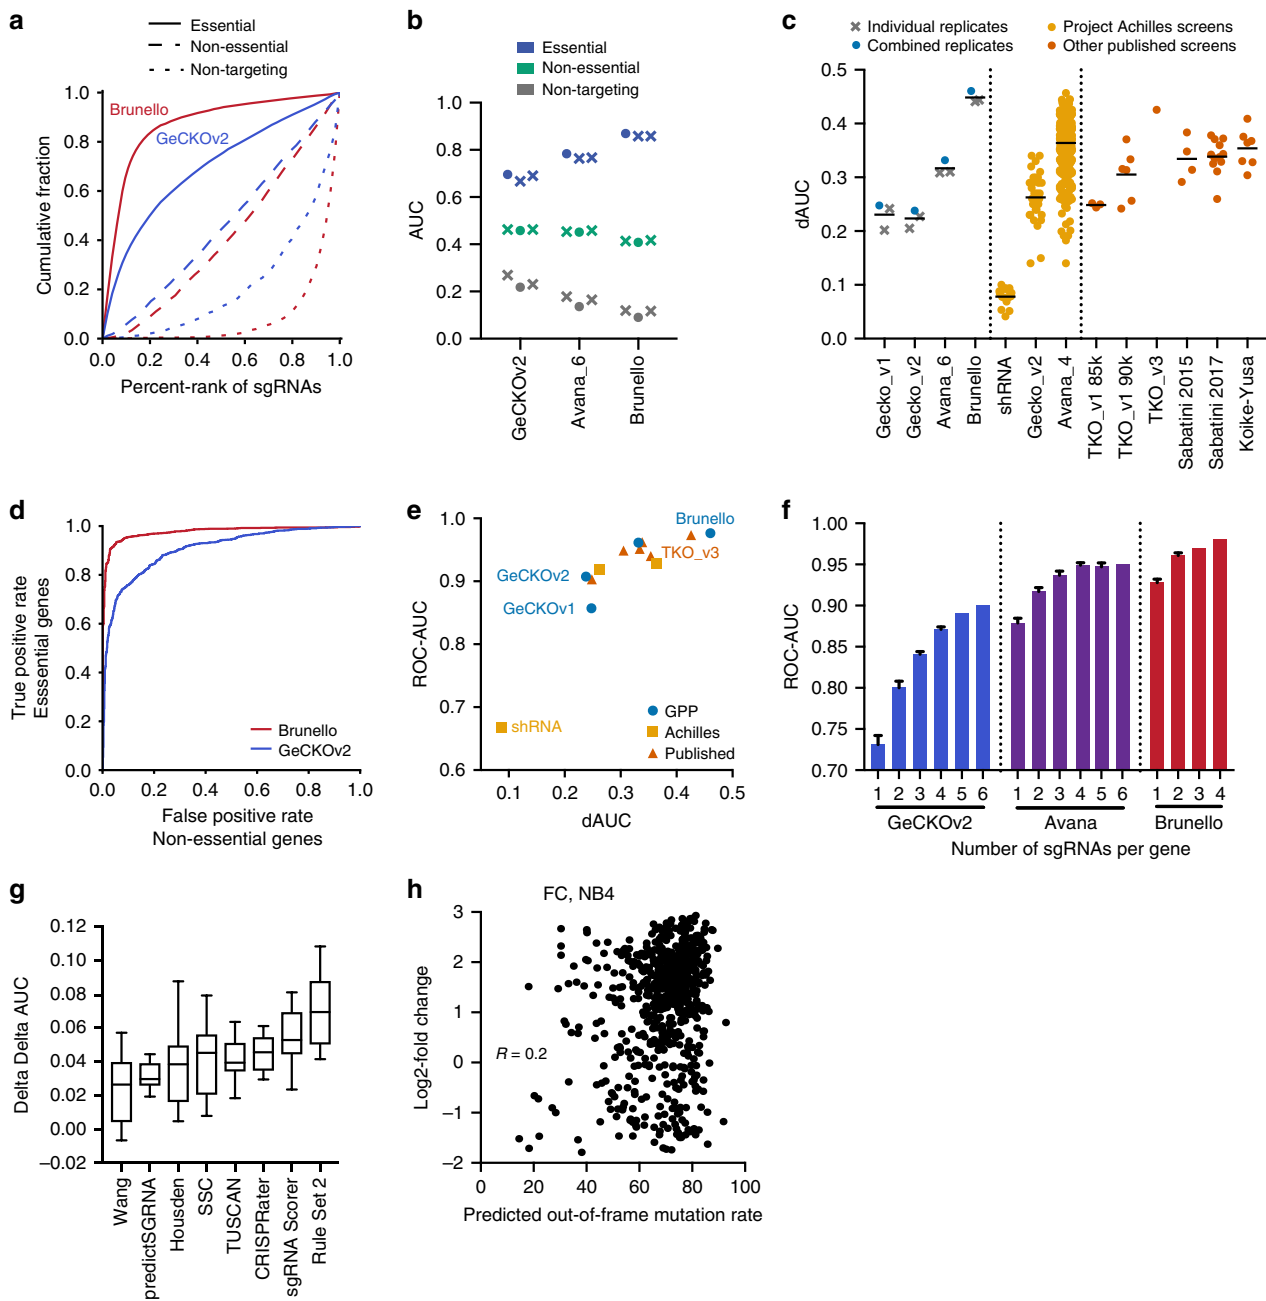 a
Essential
Non-essential
Non-targeting
1.0
0.8
0.6
0.4
0.2
0.0
Cumulative fraction
Brunello
GeCKOv2
0.0 0.2 0.4 0.6 0.8 1.0
Percent-rank of sgRNAs
b
Essential
Non-essential
Non-targeting
1.0
0.8
0.6
0.4
0.2
0.0
AUC
GeCKOv2
Avana_6
Brunello
c
Individual replicates
Combined replicates
Project Achilles screens
Other published screens
0.5
0.4
0.3
0.2
0.1
0.0
dAUC
Gecko_v1
Gecko_v2
Avana_6
Brunello
shRNA
Gecko_v2
Avana_4
TKO_v1 85k
TKO_v1 90k
TKO_v3
Sabatini 2015
Sabatini 2017
Koike-Yusa
d
1.0
0.8
0.6
0.4
0.2
0.0
True positive rate
Esssential genes
Brunello
GeCKOv2
0.0 0.2 0.4 0.6 0.8 1.0
False positive rate
Non-essential genes
e
1.0
0.9
0.8
0.7
0.6
ROC-AUC
Brunello
TKO_v3
GeCKOv2
GeCKOv1
shRNA
GPP
Achilles
Published
0.1 0.2 0.3 0.4 0.5
dAUC
f
1.00
0.95
0.90
0.85
0.80
0.75
0.70
ROC-AUC
1 2 3 4 5 6 1 2 3 4 5 6 1 2 3 4
GeCKOv2 Avana Brunello
Number of sgRNAs per gene
g
0.12
0.10
0.08
0.06
0.04
0.02
0.00
−0.02
Delta Delta AUC
Wang
predictSGRNA
Housden
SSC
TUSCAN
CRISPRater
sgRNA Scorer
Rule Set 2
h
FC, NB4
3
2
1
0
−1
−2
Log2-fold change
R = 0.2
0 20 40 60 80 100
Predicted out-of-frame mutation rate